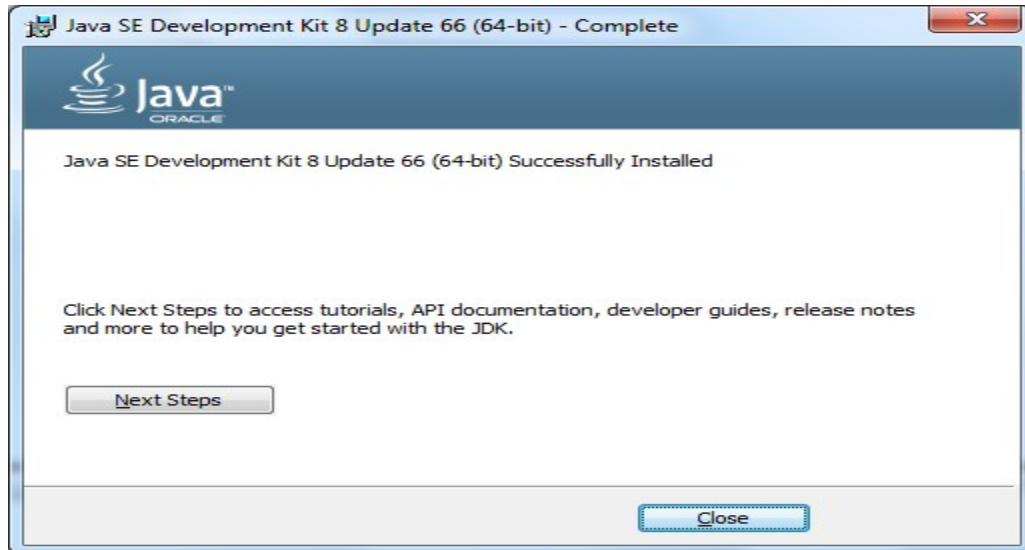 Java SE Development Kit 8 Update 66 (64-bit) - Complete
Java™
ORACLE
Java SE Development Kit 8 Update 66 (64-bit) Successfully Installed
Click Next Steps to access tutorials, API documentation, developer guides, release notes
and more to help you get started with the JDK.
Next Steps
Close